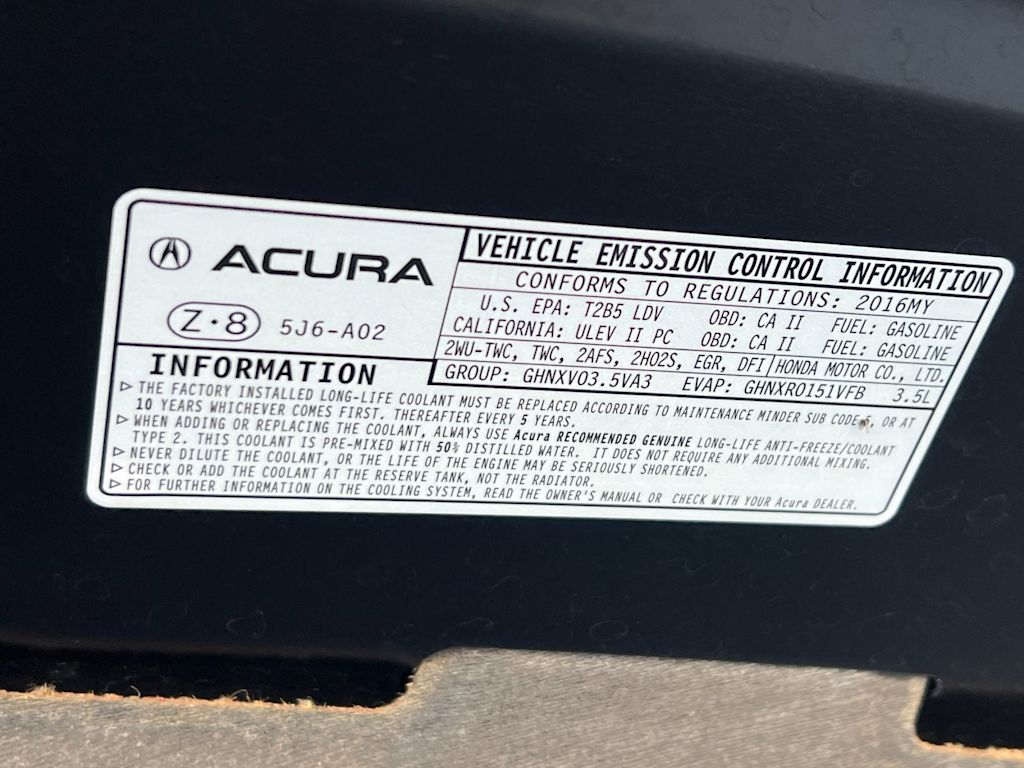 ACURA
Z·8 5J6-A02
VEHICLE EMISSION CONTROL INFORMATION
CONFORMS TO REGULATIONS: 2016MY
U.S. EPA: T2B5 LDV OBD: CA II FUEL: GASOLINE
CALIFORNIA: ULEV II PC OBD: CA II FUEL: GASOLINE
2WU-TWC, TWC, 2AFS, 2HO2S, EGR, DFI HONDA MOTOR CO., LTD.
GROUP: GHNXV03.5VA3 EVAP: GHNXR0151VFB 3.5L
INFORMATION
▷ THE FACTORY INSTALLED LONG-LIFE COOLANT MUST BE REPLACED ACCORDING TO MAINTENANCE MINDER SUB CODE 5, OR AT
10 YEARS WHICHEVER COMES FIRST. THEREAFTER EVERY 5 YEARS.
▷ WHEN ADDING OR REPLACING THE COOLANT, ALWAYS USE Acura RECOMMENDED GENUINE LONG-LIFE ANTI-FREEZE/COOLANT
TYPE 2. THIS COOLANT IS PRE-MIXED WITH 50% DISTILLED WATER. IT DOES NOT REQUIRE ANY ADDITIONAL MIXING.
▷ NEVER DILUTE THE COOLANT, OR THE LIFE OF THE ENGINE MAY BE SERIOUSLY SHORTENED.
▷ CHECK OR ADD THE COOLANT AT THE RESERVE TANK, NOT THE RADIATOR.
▷ FOR FURTHER INFORMATION ON THE COOLING SYSTEM, READ THE OWNER'S MANUAL OR CHECK WITH YOUR Acura DEALER.